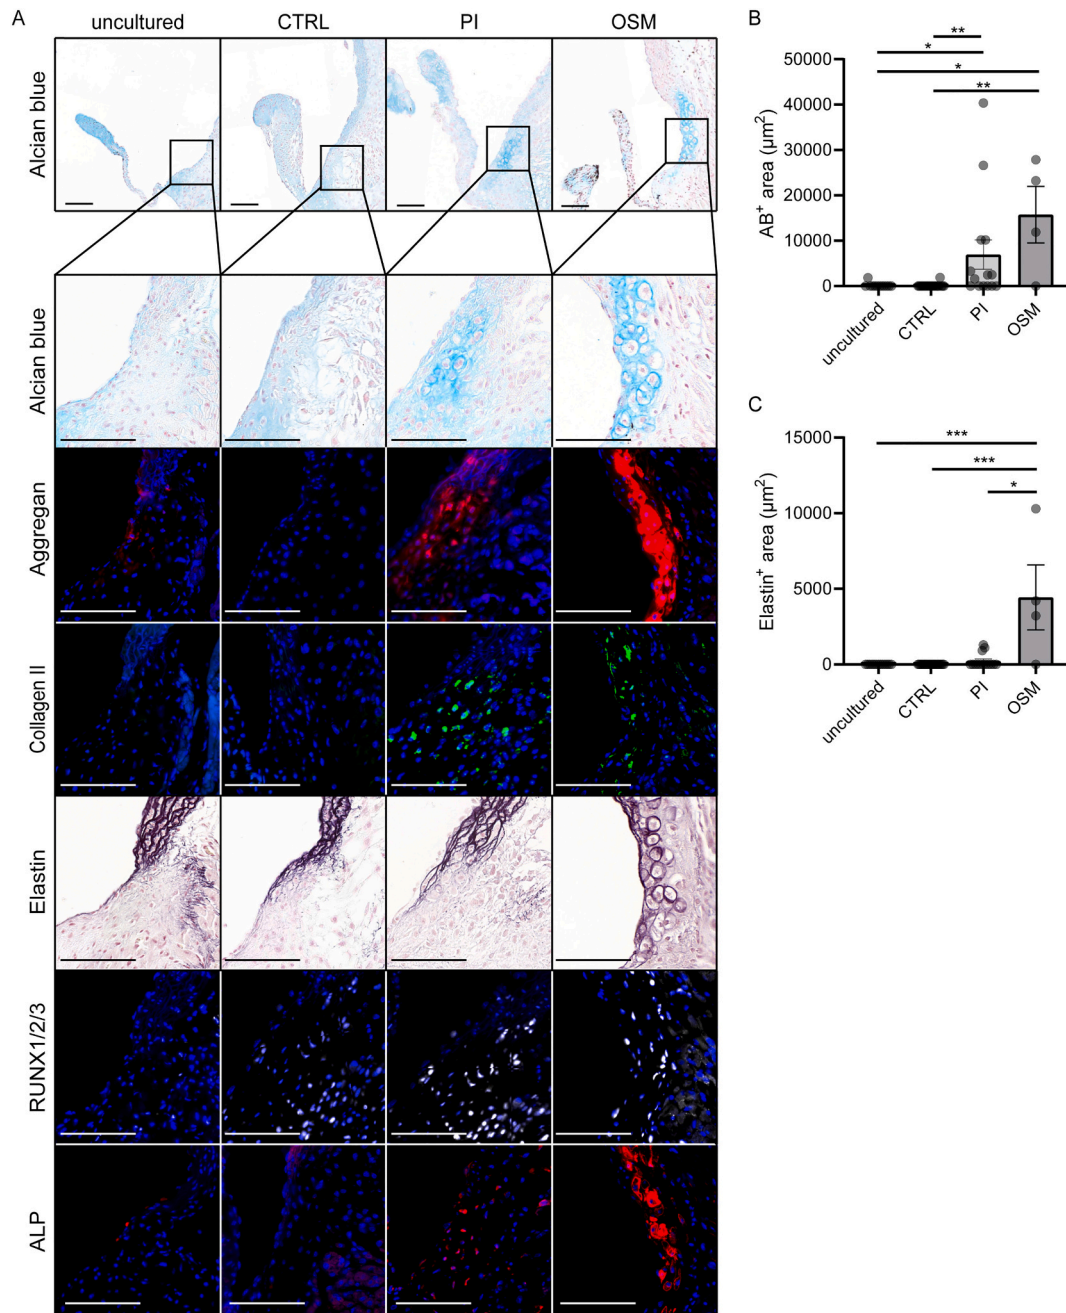 A
uncultured CTRL PI OSM
Alcian blue
Alcian blue
Aggregan
Collagen II
Elastin
RUNX1/2/3
ALP
B
** 
*
*
**
AB+ area (µm²)
50000
40000
30000
20000
10000
0
uncultured CTRL PI OSM
C
***
***
*
Elastin+ area (µm²)
15000
10000
5000
0
uncultured CTRL PI OSM